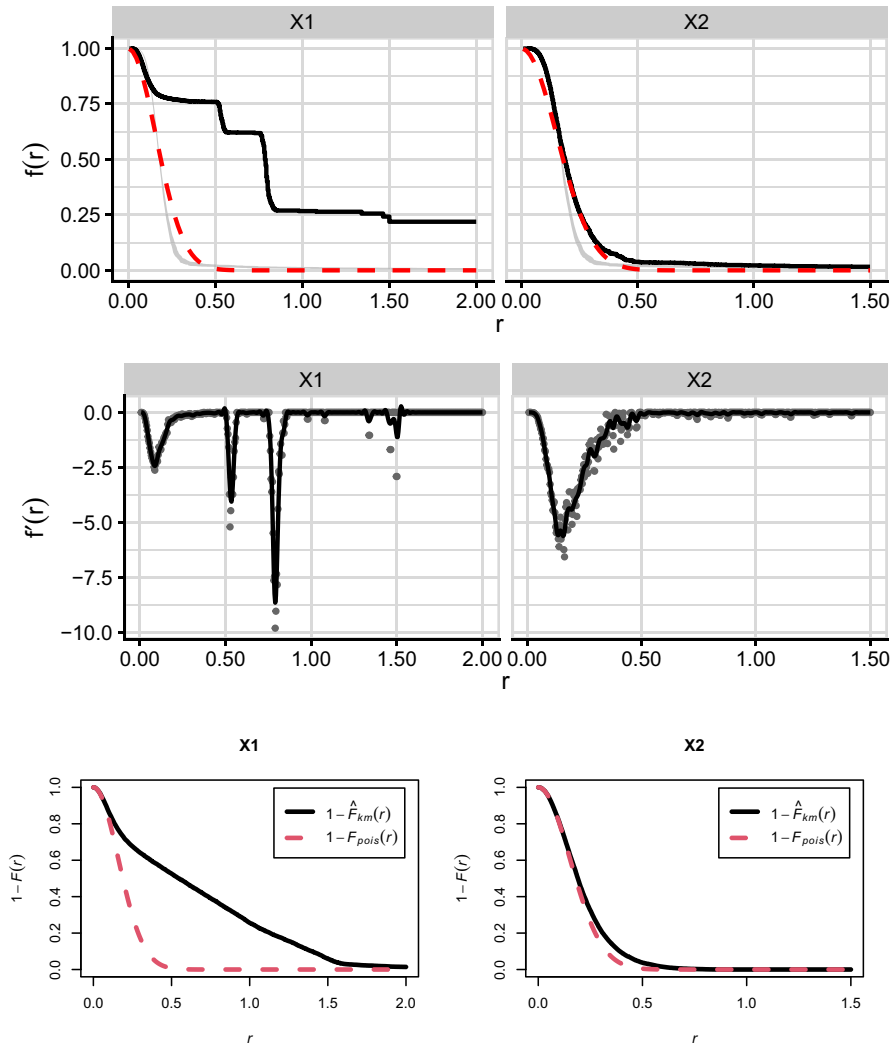 X1 X2
1.00
0.75
0.50
0.25
0.00
f(r)
0.00 0.50 1.00 1.50 2.00 0.00 0.50 1.00 1.50
r
X1 X2
0.0
−2.5
−5.0
−7.5
−10.0
f'(r)
0.00 0.50 1.00 1.50 2.00 0.00 0.50 1.00 1.50
r
X1 X2
1.0
0.8
0.6
0.4
0.2
0.0
1 − F(r)
1 − F̂km(r)
1 − Fpois(r)
0.0 0.5 1.0 1.5 2.0
r
1.0
0.8
0.6
0.4
0.2
0.0
1 − F(r)
1 − F̂km(r)
1 − Fpois(r)
0.0 0.5 1.0 1.5
r